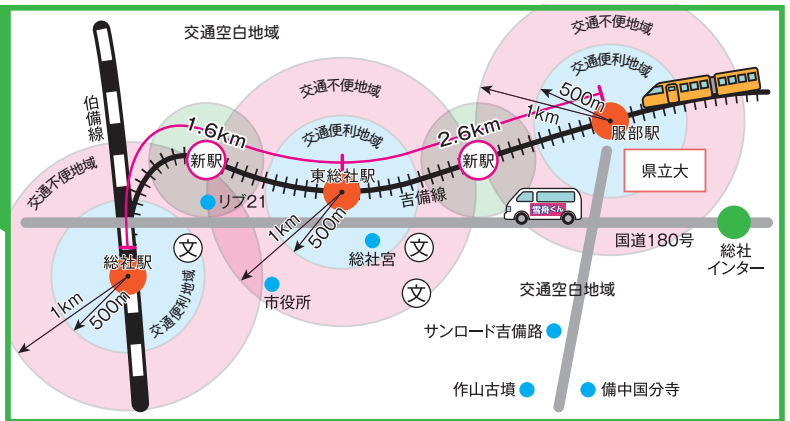 交通空白地域
交通不便地域
交通不便地域
交通便利地域
500m
1km
伯備線
1.6km
2.6km
交通便利地域
服部駅
新駅
東総社駅
新駅
県立大
交通不便地域
リブ21
吉備線
雪舟くん
1km
500m
文
総社宮
文
国道180号
総社
インター
総社駅
交通便利地域
市役所
文
交通空白地域
1km
500m
サンロード吉備路
作山古墳
備中国分寺